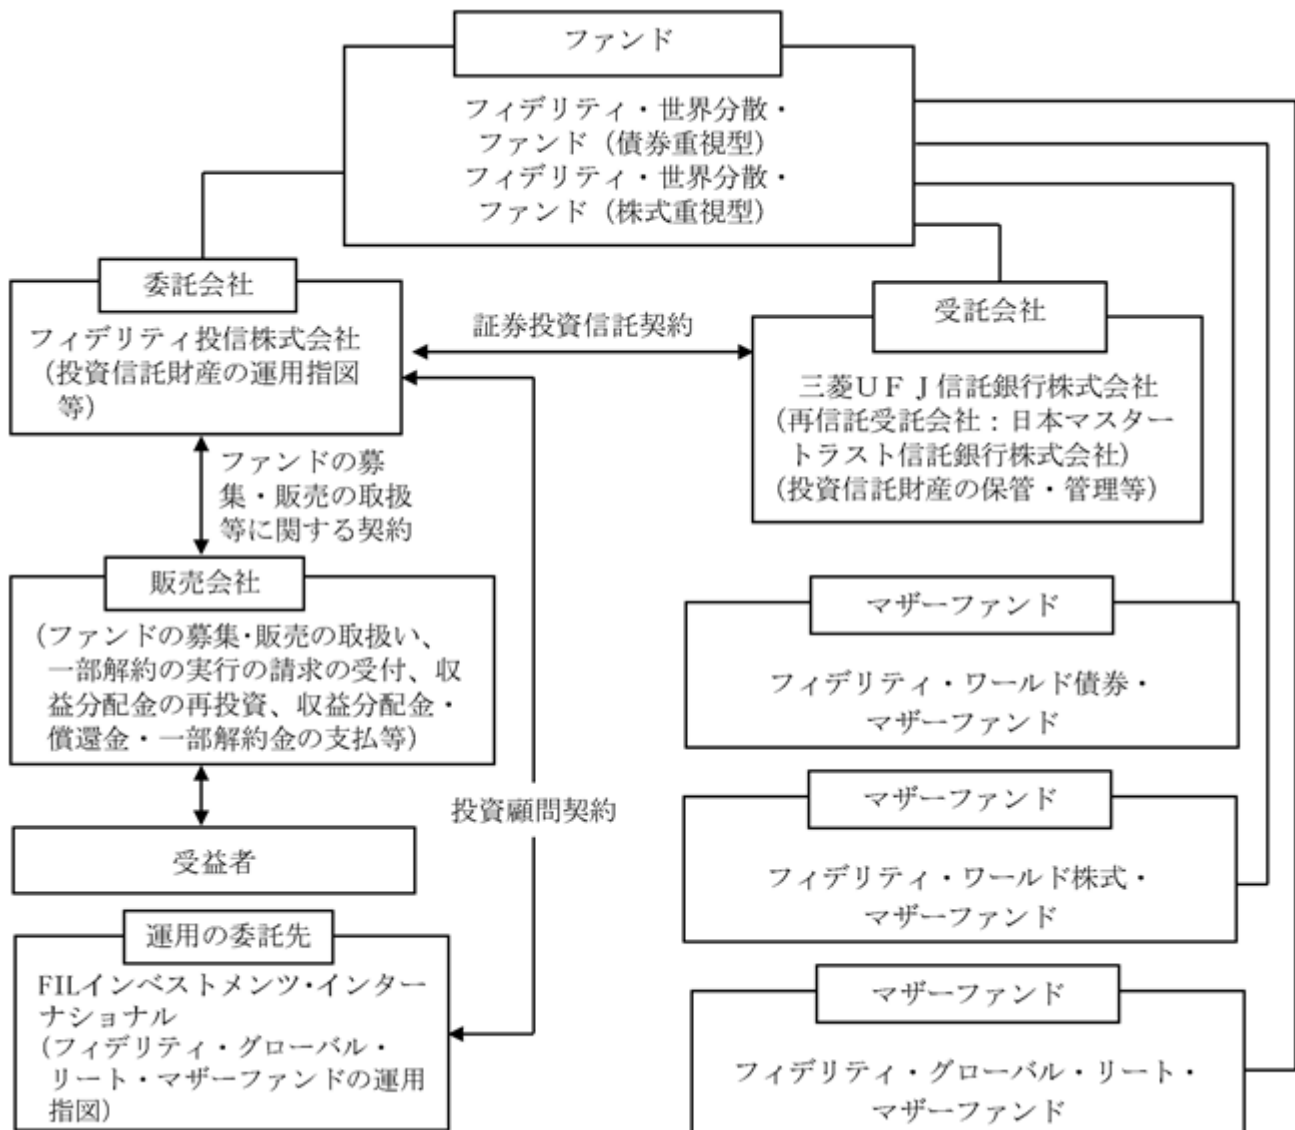 ファンド
フィデリティ・世界分散・
ファンド（債券重視型）
フィデリティ・世界分散・
ファンド（株式重視型）
委託会社
フィデリティ投信株式会社
（投資信託財産の運用指図
等）
証券投資信託契約
受託会社
三菱ＵＦＪ信託銀行株式会社
（再信託受託会社：日本マスター
トラスト信託銀行株式会社）
（投資信託財産の保管・管理等）
ファンドの募
集・販売の取扱
等に関する契約
販売会社
（ファンドの募集・販売の取扱い、
一部解約の実行の請求の受付、収
益分配金の再投資、収益分配金・
償還金・一部解約金の支払等）
投資顧問契約
受益者
運用の委託先
FILインベストメンツ・インター
ナショナル
（フィデリティ・グローバル・
リート・マザーファンドの運用
指図）
マザーファンド
フィデリティ・ワールド債券・
マザーファンド
マザーファンド
フィデリティ・ワールド株式・
マザーファンド
マザーファンド
フィデリティ・グローバル・リート・
マザーファンド